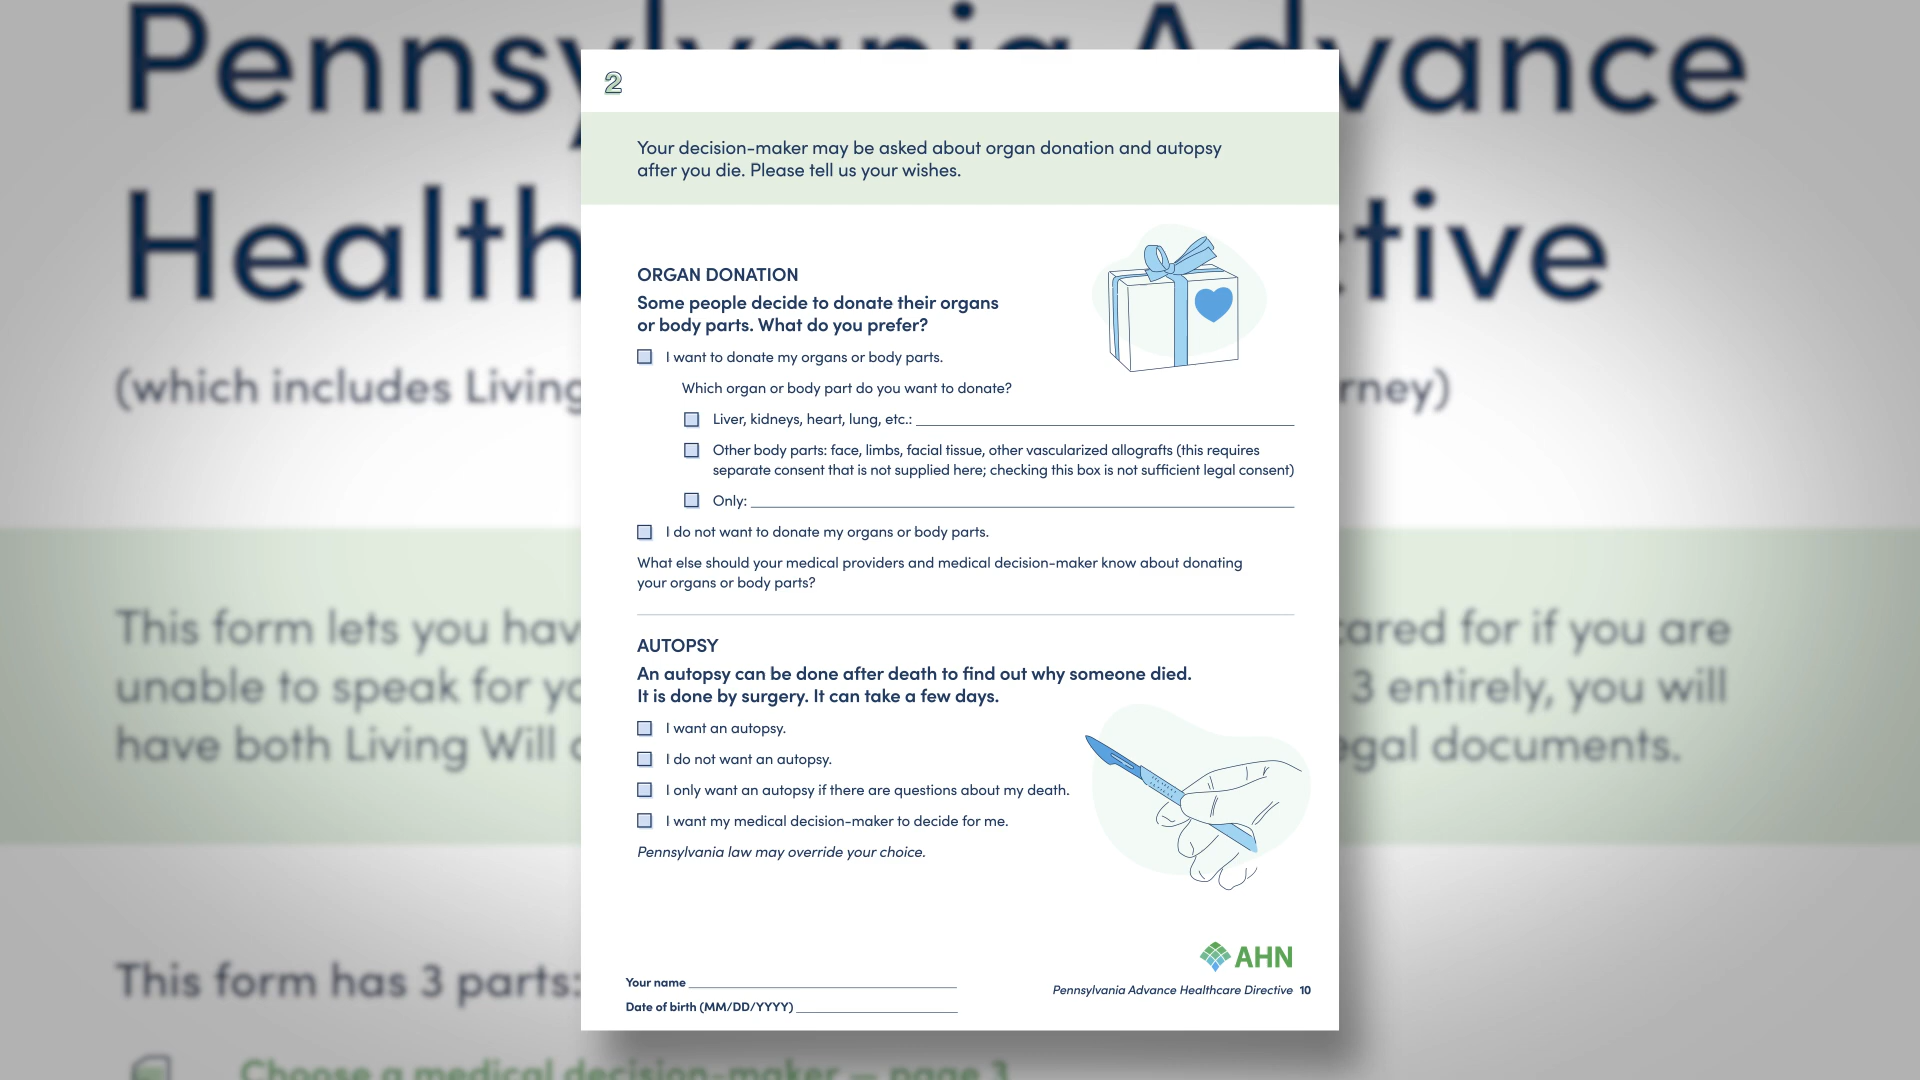 Pennsylvania Advance
Health
ctive
(which includes Living
rney)
This form lets you hav
cared for if you are
unable to speak for yo
3 entirely, you will
have both Living Will
egal documents.
This form has 3 parts:
Choose a medical decision-maker — page 3
2
Your decision-maker may be asked about organ donation and autopsy
after you die. Please tell us your wishes.
ORGAN DONATION
Some people decide to donate their organs
or body parts. What do you prefer?
I want to donate my organs or body parts.
Which organ or body part do you want to donate?
Liver, kidneys, heart, lung, etc.:
Other body parts: face, limbs, facial tissue, other vascularized allografts (this requires
separate consent that is not supplied here; checking this box is not sufficient legal consent)
Only:
I do not want to donate my organs or body parts.
What else should your medical providers and medical decision-maker know about donating
your organs or body parts?
AUTOPSY
An autopsy can be done after death to find out why someone died.
It is done by surgery. It can take a few days.
I want an autopsy.
I do not want an autopsy.
I only want an autopsy if there are questions about my death.
I want my medical decision-maker to decide for me.
Pennsylvania law may override your choice.
AHN
Your name
Pennsylvania Advance Healthcare Directive 10
Date of birth (MM/DD/YYYY)